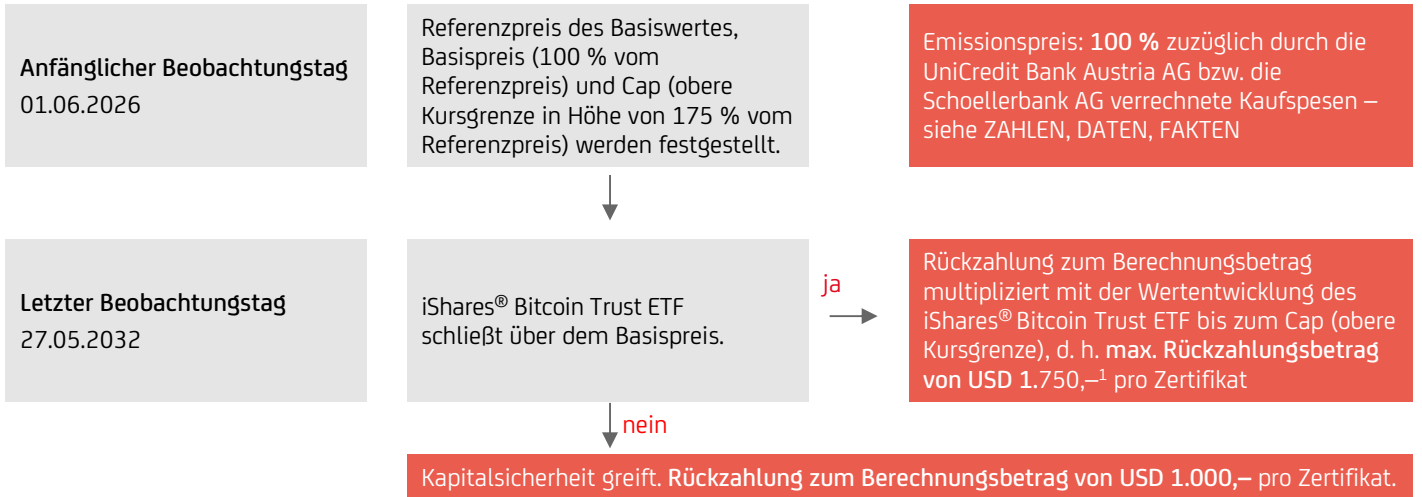 Anfänglicher Beobachtungstag
01.06.2026
Referenzpreis des Basiswertes,
Basispreis (100 % vom
Referenzpreis) und Cap (obere
Kursgrenze in Höhe von 175 % vom
Referenzpreis) werden festgestellt.
Emissionspreis: 100 % zuzüglich durch die
UniCredit Bank Austria AG bzw. die
Schoellerbank AG verrechnete Kaufspesen –
siehe ZAHLEN, DATEN, FAKTEN
Letzter Beobachtungstag
27.05.2032
iShares® Bitcoin Trust ETF
schließt über dem Basispreis.
ja
Rückzahlung zum Berechnungsbetrag
multipliziert mit der Wertentwicklung des
iShares® Bitcoin Trust ETF bis zum Cap (obere
Kursgrenze), d. h. max. Rückzahlungsbetrag
von USD 1.750,–¹ pro Zertifikat
nein
Kapitalsicherheit greift. Rückzahlung zum Berechnungsbetrag von USD 1.000,– pro Zertifikat.